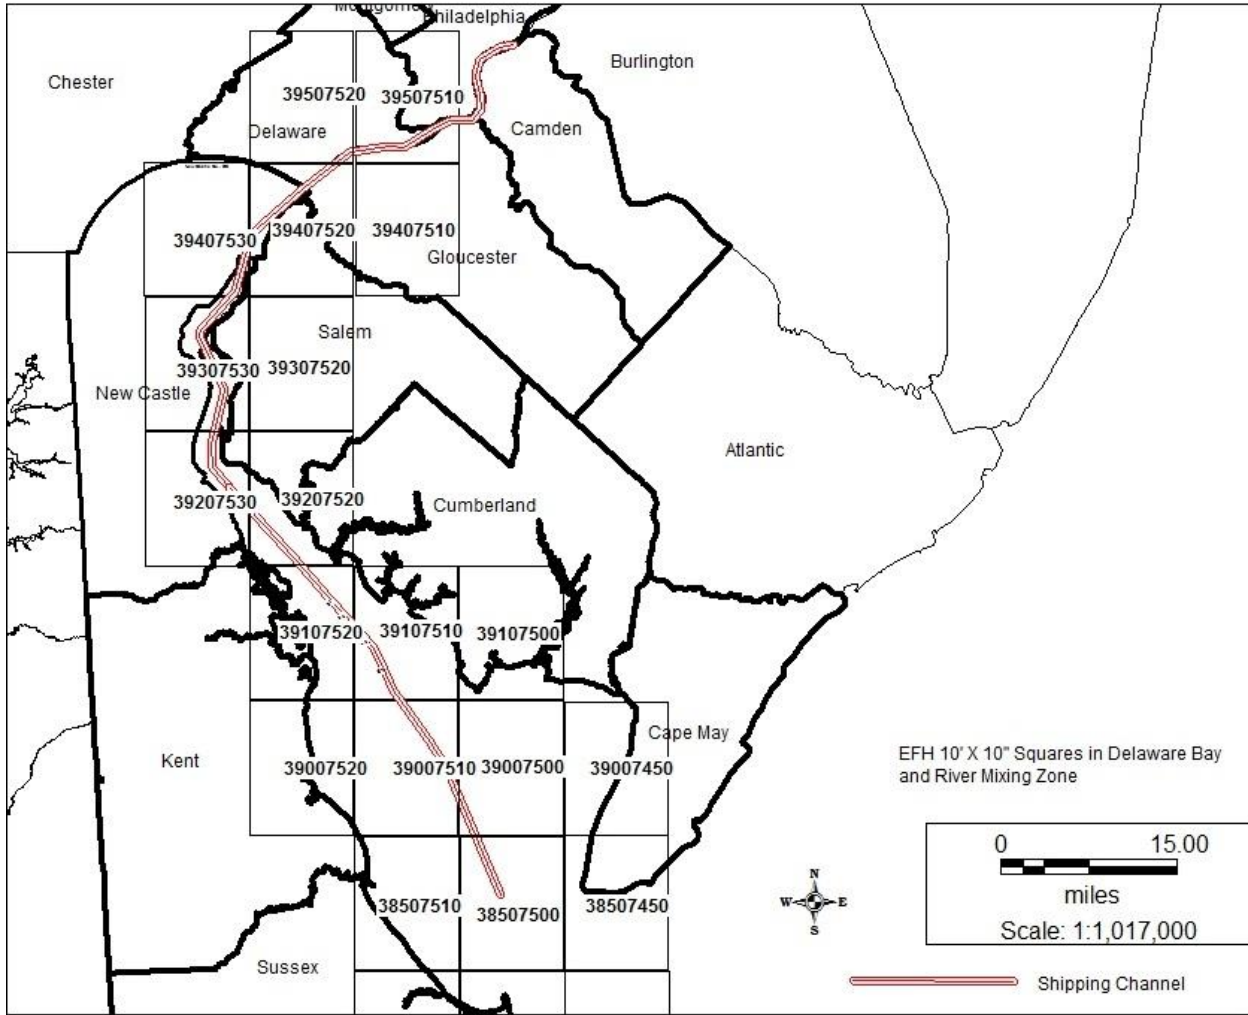 Montgomery
Philadelphia
Burlington
Chester
39507520
39507510
Delaware
Camden
39407530
39407520
39407510
Gloucester
Salem
39307530
39307520
New Castle
Atlantic
39207530
39207520
Cumberland
39107520
39107510
39107500
Cape May
Kent
39007520
39007510
39007500
39007450
EFH 10' X 10" Squares in Delaware Bay
and River Mixing Zone
0 15.00
miles
Scale: 1:1,017,000
N
W E
S
38507510
38507500
38507450
Sussex
Shipping Channel